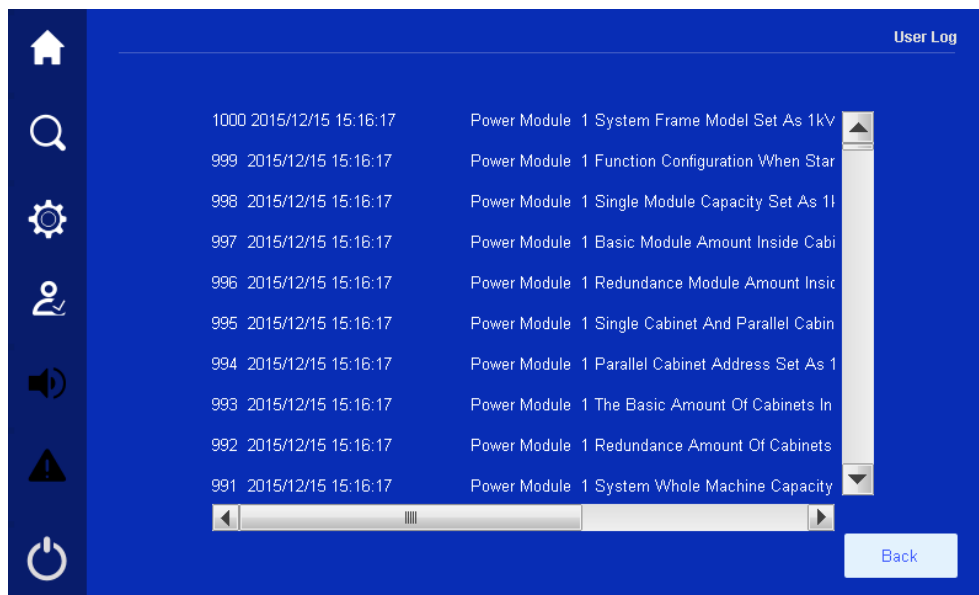 User Log
1000 2015/12/15 15:16:17 Power Module 1 System Frame Model Set As 1kV
999 2015/12/15 15:16:17 Power Module 1 Function Configuration When Star
998 2015/12/15 15:16:17 Power Module 1 Single Module Capacity Set As
997 2015/12/15 15:16:17 Power Module 1 Basic Module Amount Inside Cabi
996 2015/12/15 15:16:17 Power Module 1 Redundance Module Amount
995 2015/12/15 15:16:17 Power Module 1 Single Cabinet And Parallel Cabin
994 2015/12/15 15:16:17 Power Module 1 Parallel Cabinet Address Set As 1
993 2015/12/15 15:16:17 Power Module 1 The Basic Amount Of Cabinets In
992 2015/12/15 15:16:17 Power Module 1 Redundance Amount Of Cabinets
991 2015/12/15 15:16:17 Power Module 1 System Whole Machine Capacity
Back